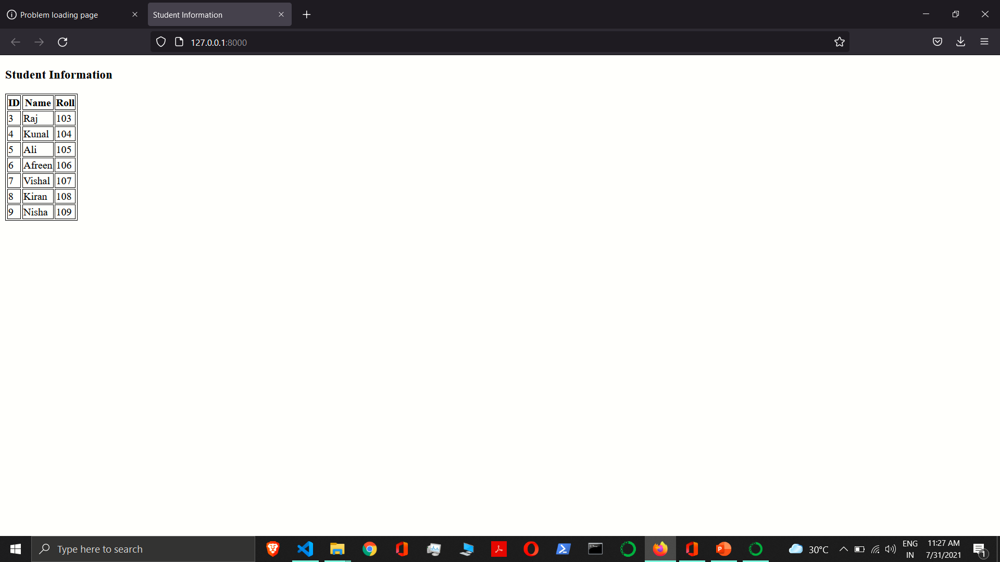 Problem loading page
Student Information
127.0.0.1:8000
Student Information
ID Name Roll
3 Raj 103
4 Kunal 104
5 Ali 105
6 Afreen 106
7 Vishal 107
8 Kiran 108
9 Nisha 109
Type here to search
30°C
ENG
IN
11:27 AM
7/31/2021
1